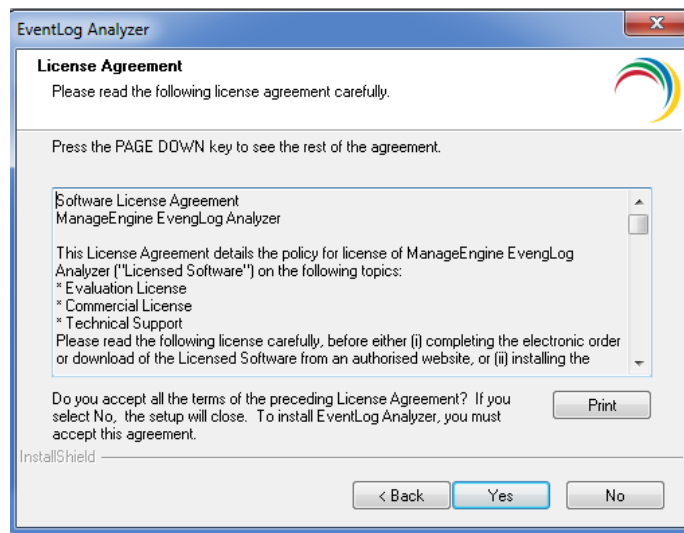 EventLog Analyzer
License Agreement
Please read the following license agreement carefully.
Press the PAGE DOWN key to see the rest of the agreement.
Software License Agreement
ManageEngine EvengLog Analyzer
This License Agreement details the policy for license of ManageEngine EvengLog
Analyzer ("Licensed Software") on the following topics:
* Evaluation License
* Commercial License
* Technical Support
Please read the following license carefully, before either (i) completing the electronic order
or download of the Licensed Software from an authorised website, or (ii) installing the
Do you accept all the terms of the preceding License Agreement? If you
select No, the setup will close. To install EventLog Analyzer, you must
accept this agreement.
Print
InstallShield
< Back Yes No